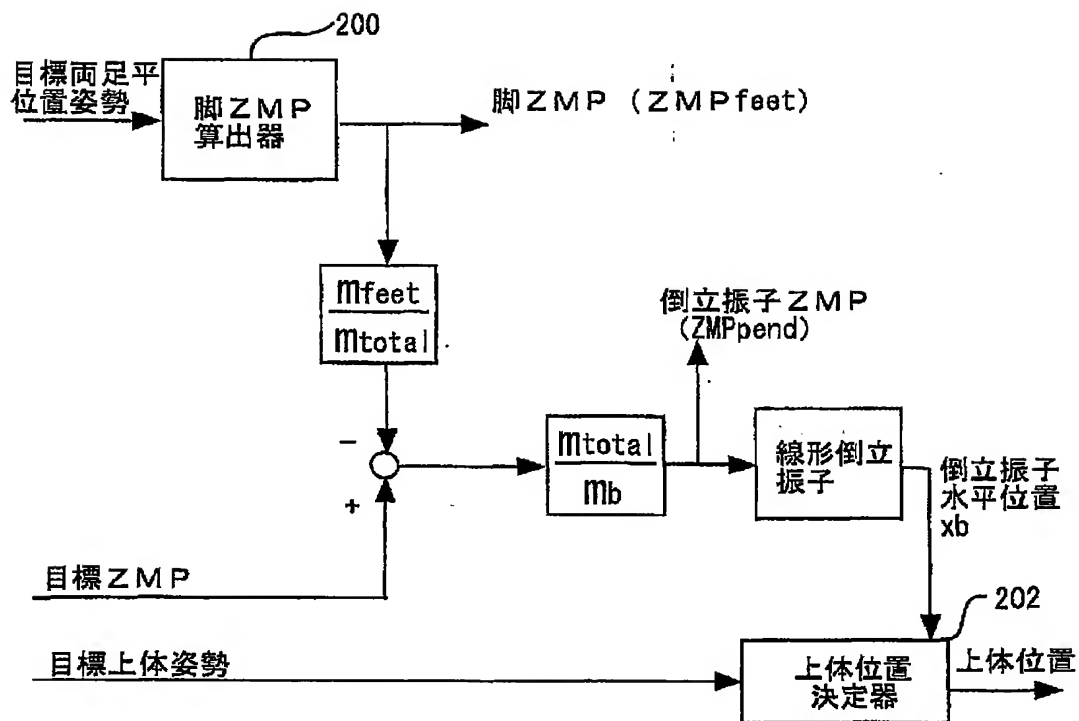 200
目標両足平
位置姿勢
脚ZMP
算出器
脚ZMP (ZMPfeet)
mfeet
mtotal
倒立振子ZMP
(ZMPpend)
−
+
mtotal
mb
線形倒立
振子
倒立振子
水平位置
xb
目標ZMP
202
目標上体姿勢
上体位置
決定器
上体位置